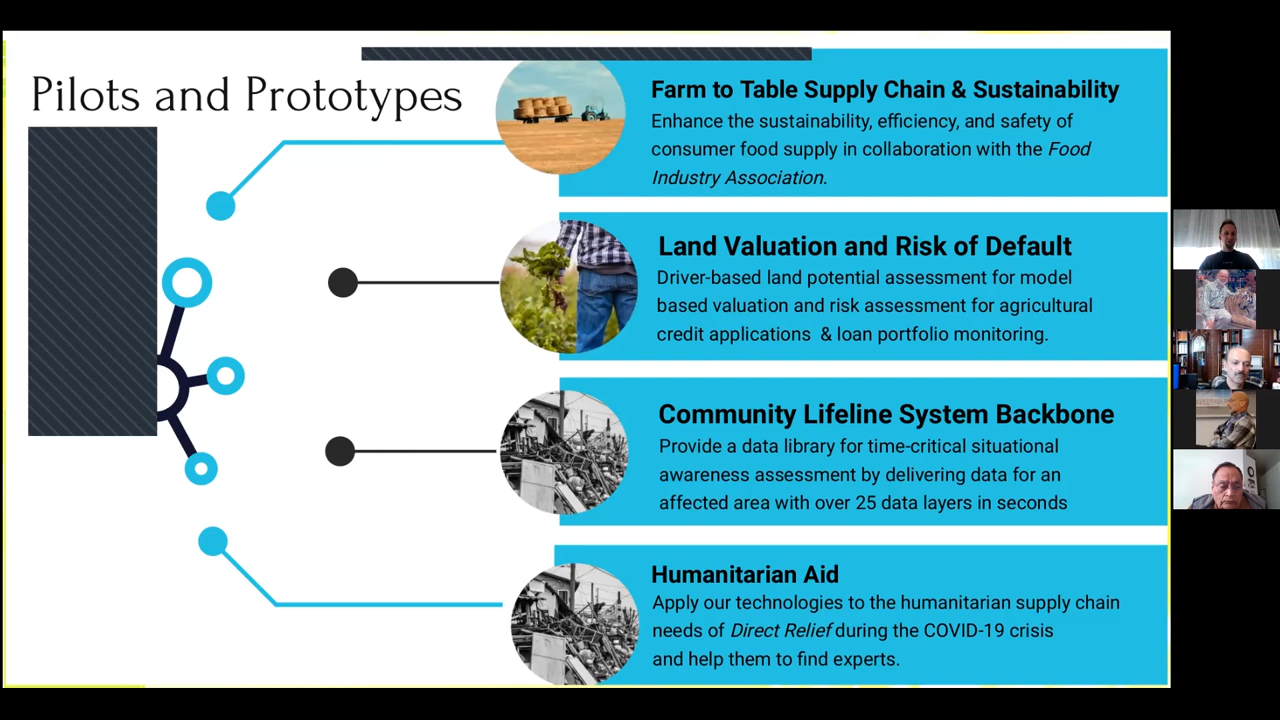 Pilots and Prototypes
Farm to Table Supply Chain & Sustainability
Enhance the sustainability, efficiency, and safety of
consumer food supply in collaboration with the Food
Industry Association.
Land Valuation and Risk of Default
Driver-based land potential assessment for model
based valuation and risk assessment for agricultural
credit applications & loan portfolio monitoring.
Community Lifeline System Backbone
Provide a data library for time-critical situational
awareness assessment by delivering data for an
affected area with over 25 data layers in seconds
Humanitarian Aid
Apply our technologies to the humanitarian supply chain
needs of Direct Relief during the COVID-19 crisis
and help them to find experts.